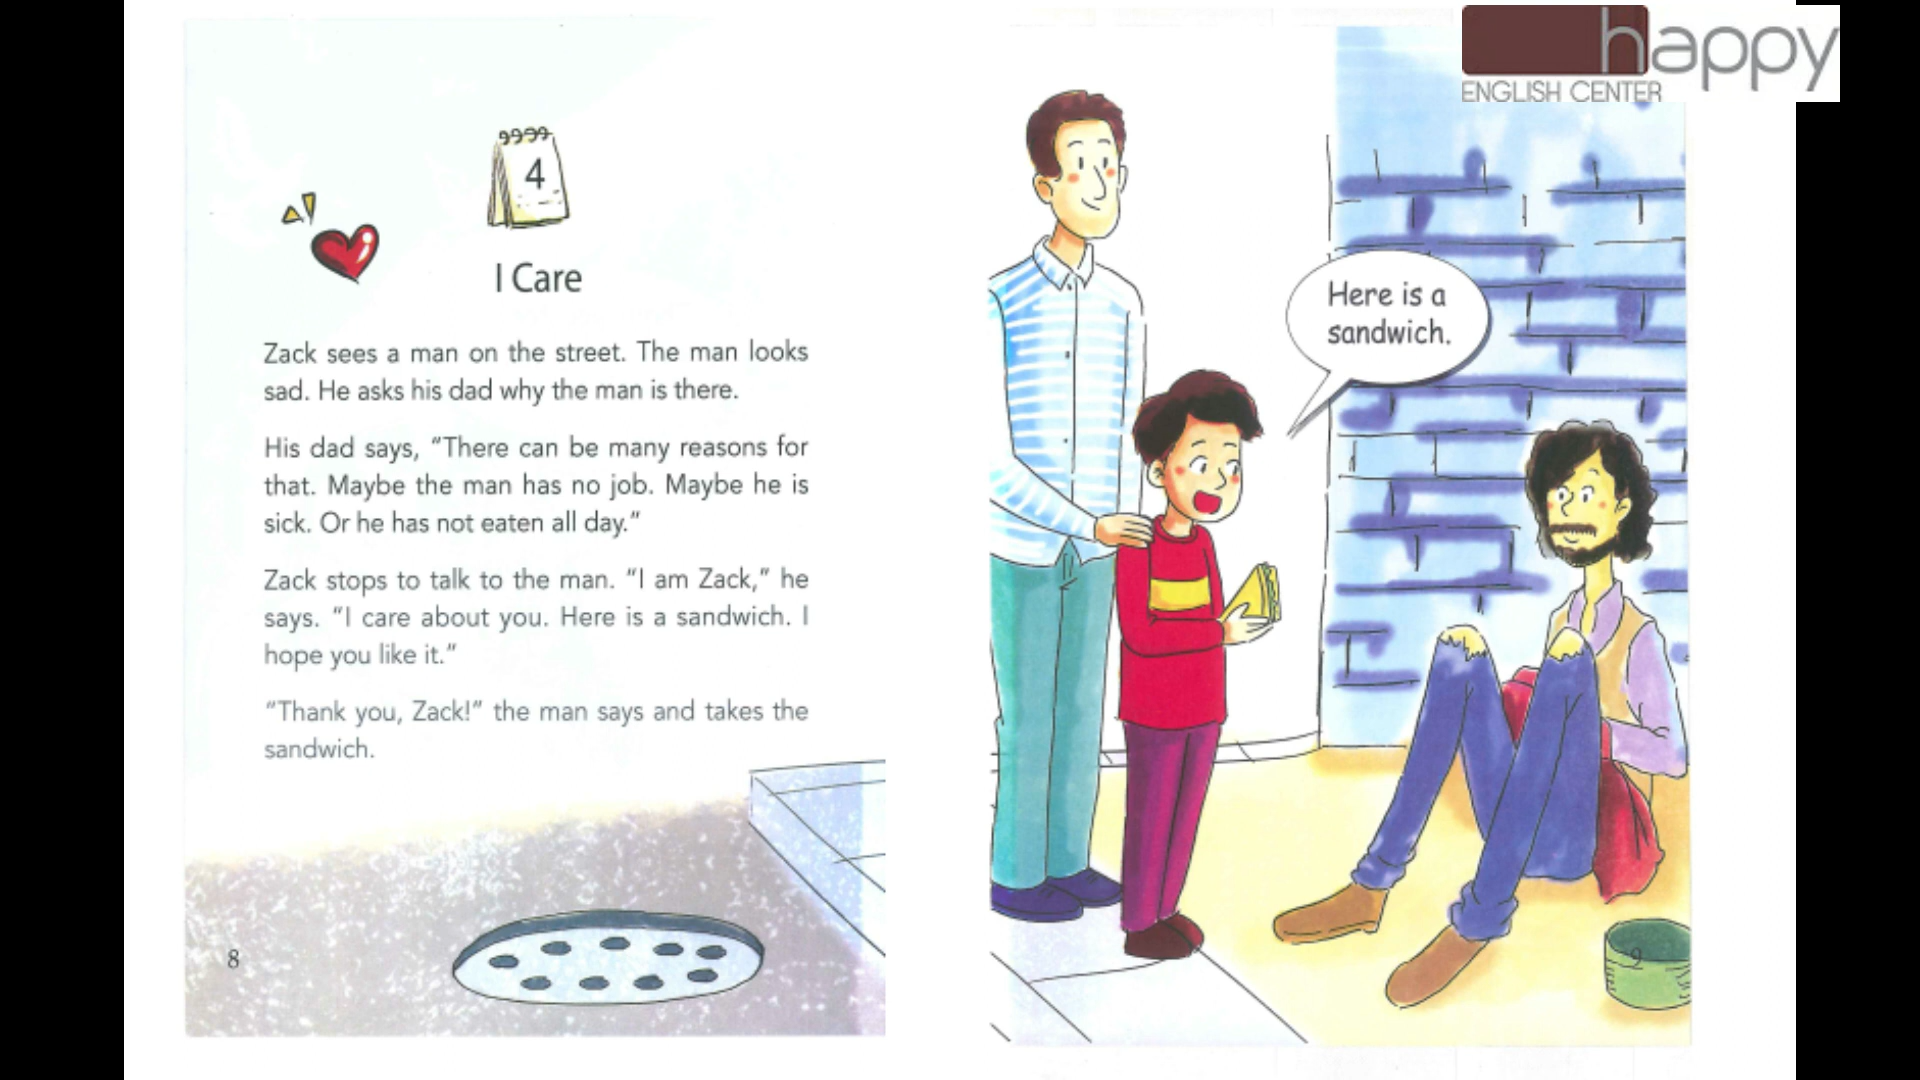 4
I Care
Zack sees a man on the street. The man looks
sad. He asks his dad why the man is there.
His dad says, “There can be many reasons for
that. Maybe the man has no job. Maybe he is
sick. Or he has not eaten all day.”
Zack stops to talk to the man. “I am Zack,” he
says. “I care about you. Here is a sandwich. I
hope you like it.”
“Thank you, Zack!” the man says and takes the
sandwich.
8
happy
ENGLISH CENTER
Here is a
sandwich.
9